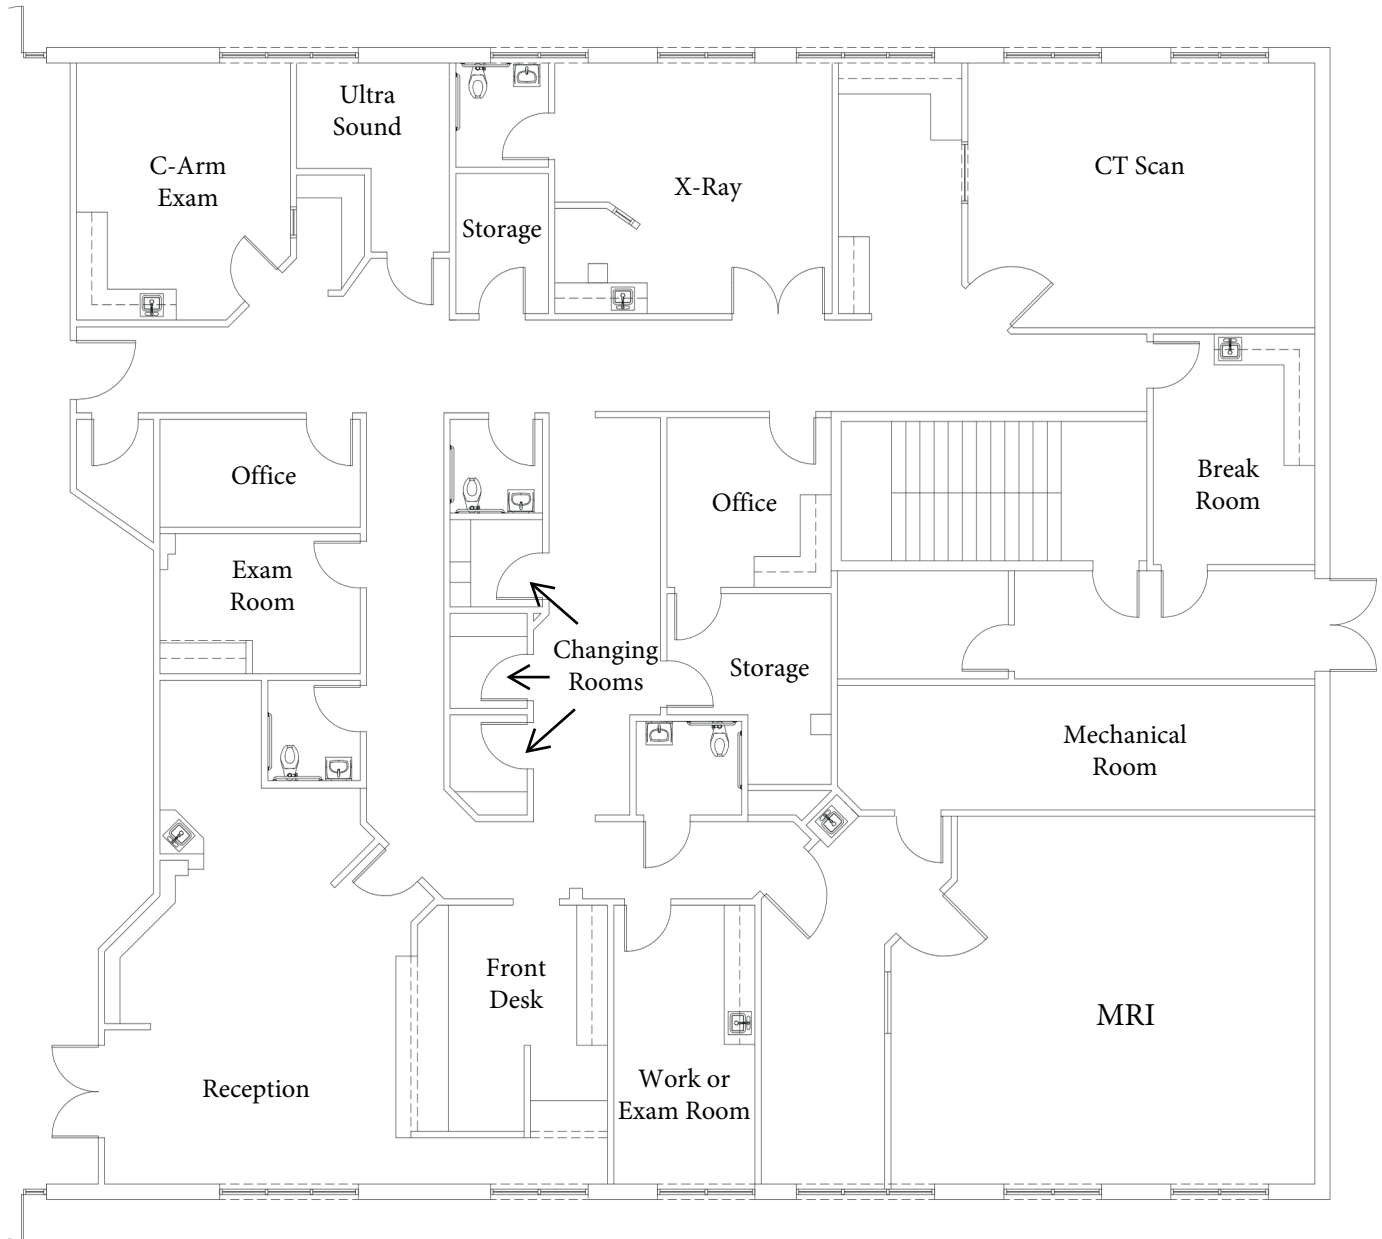 Ultra
Sound
C-Arm
Exam
X-Ray
CT Scan
Storage
Office
Office
Break
Room
Exam
Room
Changing
Rooms
Storage
Mechanical
Room
Front
Desk
MRI
Reception
Work or
Exam Room